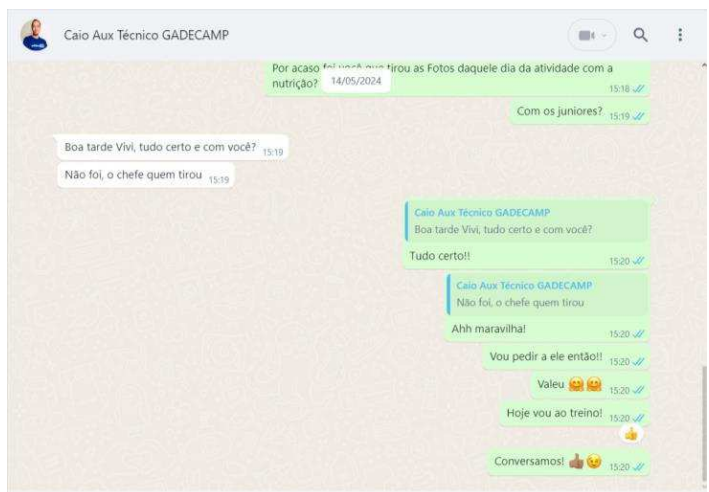 Caio Aux Técnico GADECAMP
Por acaso foi você que tirou as Fotos daquele dia da atividade com a
nutrição?
14/05/2024
15:18
Com os juniores? 15:19
Boa tarde Vivi, tudo certo e com você? 15:19
Não foi, o chefe quem tirou 15:19
Caio Aux Técnico GADECAMP
Boa tarde Vivi, tudo certo e com você?
Tudo certo!! 15:20
Caio Aux Técnico GADECAMP
Não foi, o chefe quem tirou
Ahh maravilha! 15:20
Vou pedir a ele então!! 15:20
Valeu 🤗🤗 15:20
Hoje vou ao treino! 15:20
👍
Conversamos! 👍🏽😉 15:20